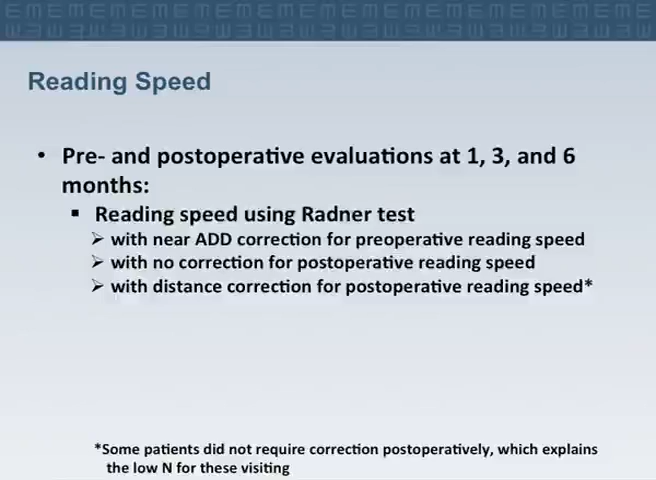 Reading Speed
• Pre- and postoperative evaluations at 1, 3, and 6
months:
▪ Reading speed using Radner test
➢ with near ADD correction for preoperative reading speed
➢ with no correction for postoperative reading speed
➢ with distance correction for postoperative reading speed*
*Some patients did not require correction postoperatively, which explains
the low N for these visiting